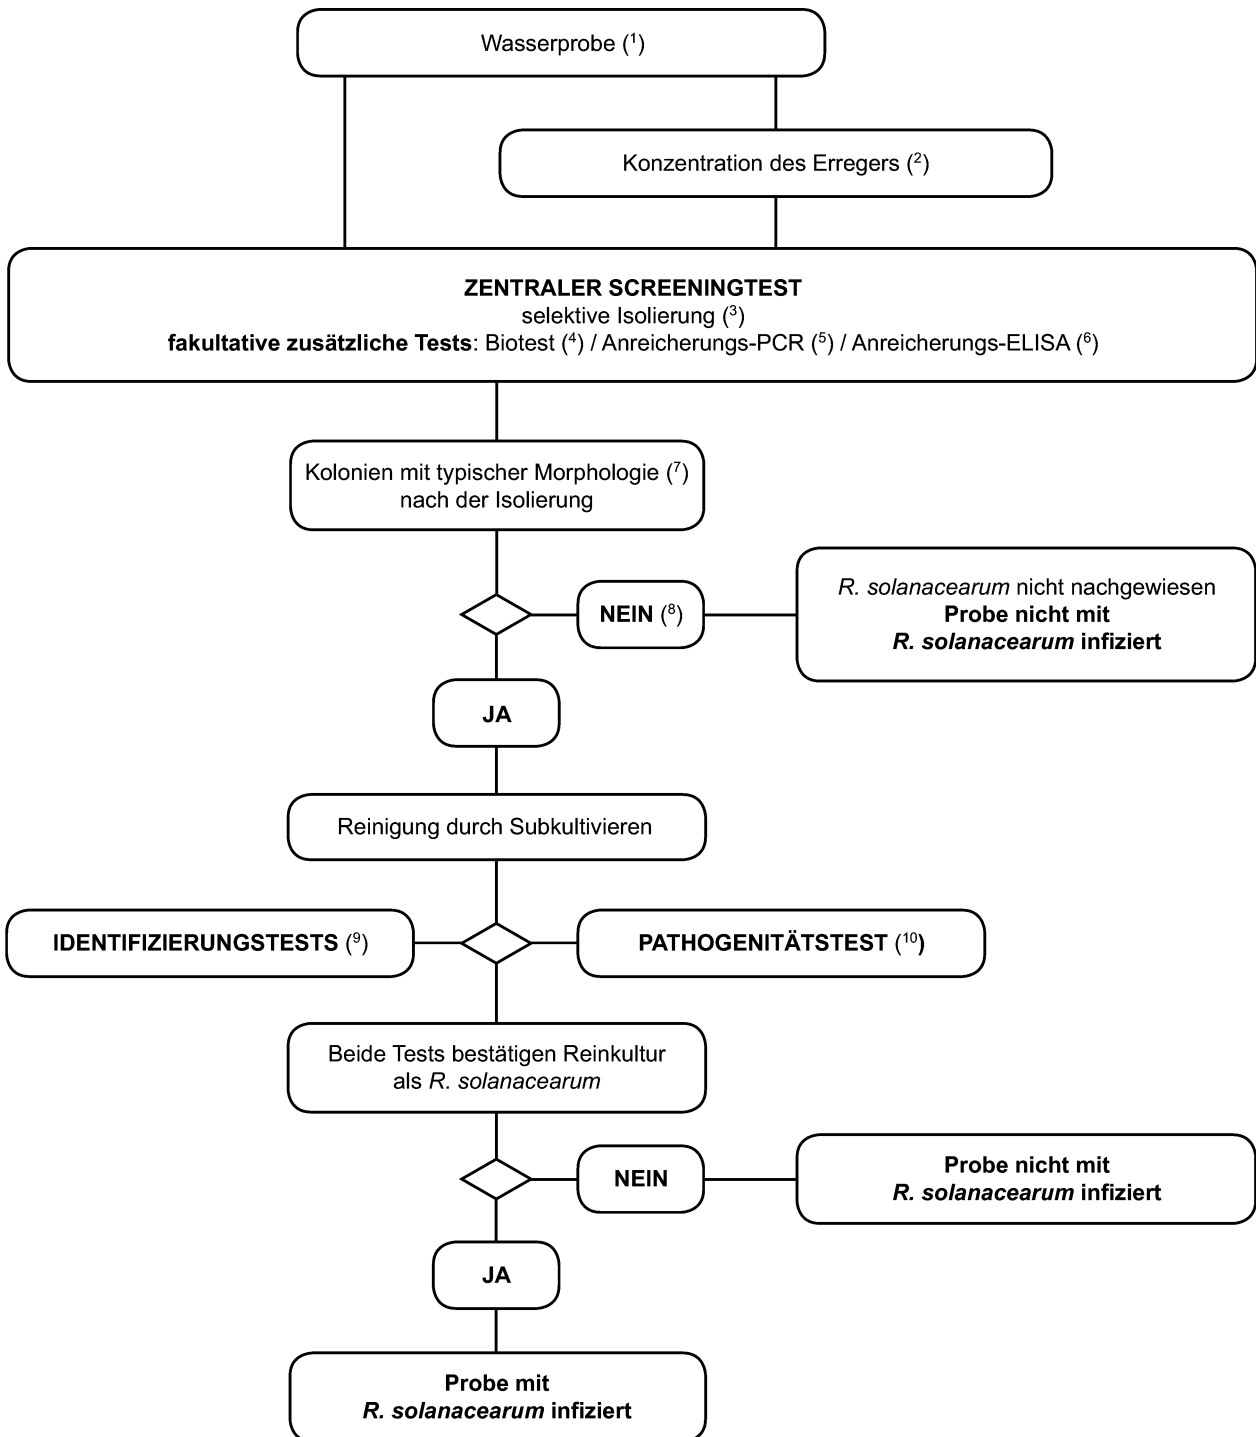 Wasserprobe (¹)
Konzentration des Erregers (²)
ZENTRALER SCREENINGTEST
selektive Isolierung (³)
fakultative zusätzliche Tests: Biotest (⁴) / Anreicherungs-PCR (⁵) / Anreicherungs-ELISA (⁶)
Kolonien mit typischer Morphologie (⁷)
nach der Isolierung
NEIN (⁸)
R. solanacearum nicht nachgewiesen
Probe nicht mit
R. solanacearum infiziert
JA
Reinigung durch Subkultivieren
IDENTIFIZIERUNGSTESTS (⁹)
PATHOGENITÄTSTEST (¹⁰)
Beide Tests bestätigen Reinkultur
als R. solanacearum
NEIN
Probe nicht mit
R. solanacearum infiziert
JA
Probe mit
R. solanacearum infiziert